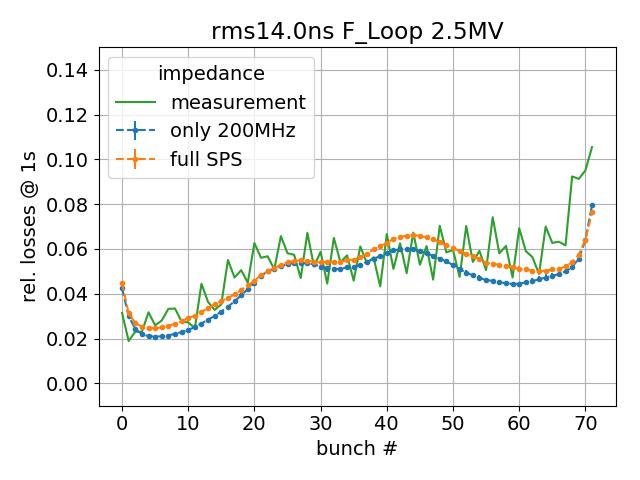 rms14.0ns F_Loop 2.5MV
impedance
measurement
only 200MHz
full SPS
rel. losses @ 1s
0.14
0.12
0.10
0.08
0.06
0.04
0.02
0.00
0 10 20 30 40 50 60 70
bunch #